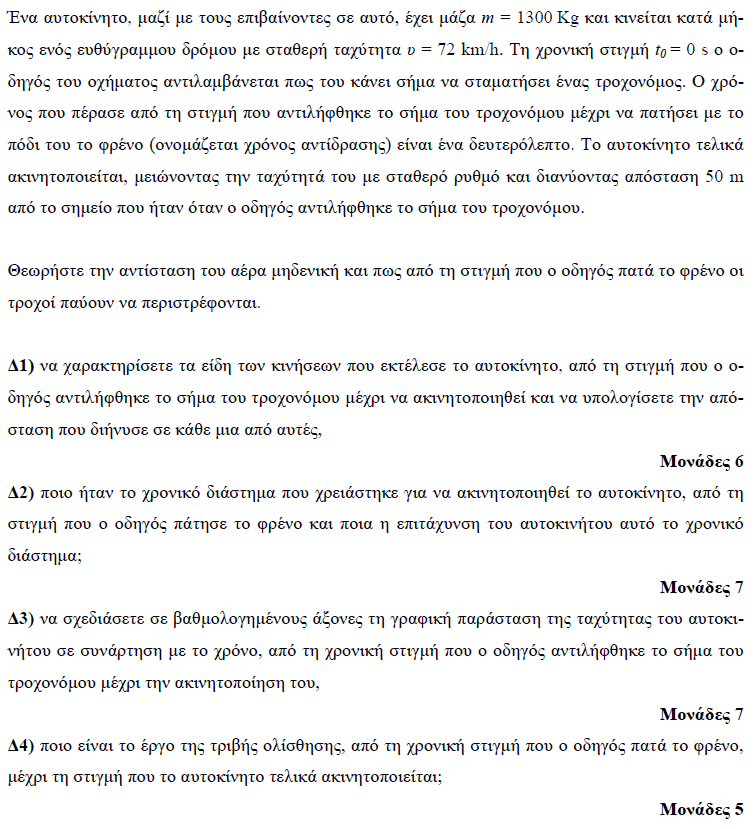 Ένα αυτοκίνητο, μαζί με τους επιβαίνοντες σε αυτό, έχει μάζα m = 1300 Kg και κινείται κατά μή-
κος ενός ευθύγραμμου δρόμου με σταθερή ταχύτητα υ = 72 km/h. Τη χρονική στιγμή t₀ = 0 s ο ο-
δηγός του οχήματος αντιλαμβάνεται πως του κάνει σήμα να σταματήσει ένας τροχονόμος. Ο χρό-
νος που πέρασε από τη στιγμή που αντιλήφθηκε το σήμα του τροχονόμου μέχρι να πατήσει με το
πόδι του το φρένο (ονομάζεται χρόνος αντίδρασης) είναι ένα δευτερόλεπτο. Το αυτοκίνητο τελικά
ακινητοποιείται, μειώνοντας την ταχύτητά του με σταθερό ρυθμό και διανύοντας απόσταση 50 m
από το σημείο που ήταν όταν ο οδηγός αντιλήφθηκε το σήμα του τροχονόμου.
Θεωρήστε την αντίσταση του αέρα μηδενική και πως από τη στιγμή που ο οδηγός πατά το φρένο οι
τροχοί παύουν να περιστρέφονται.
Δ1) να χαρακτηρίσετε τα είδη των κινήσεων που εκτέλεσε το αυτοκίνητο, από τη στιγμή που ο ο-
δηγός αντιλήφθηκε το σήμα του τροχονόμου μέχρι να ακινητοποιηθεί και να υπολογίσετε την από-
σταση που διήνυσε σε κάθε μια από αυτές,
Μονάδες 6
Δ2) ποιο ήταν το χρονικό διάστημα που χρειάστηκε για να ακινητοποιηθεί το αυτοκίνητο, από τη
στιγμή που ο οδηγός πάτησε το φρένο και ποια η επιτάχυνση του αυτοκινήτου αυτό το χρονικό
διάστημα;
Μονάδες 7
Δ3) να σχεδιάσετε σε βαθμολογημένους άξονες τη γραφική παράσταση της ταχύτητας του αυτοκι-
νήτου σε συνάρτηση με το χρόνο, από τη χρονική στιγμή που ο οδηγός αντιλήφθηκε το σήμα του
τροχονόμου μέχρι την ακινητοποίηση του,
Μονάδες 7
Δ4) ποιο είναι το έργο της τριβής ολίσθησης, από τη χρονική στιγμή που ο οδηγός πατά το φρένο,
μέχρι τη στιγμή που το αυτοκίνητο τελικά ακινητοποιείται;
Μονάδες 5